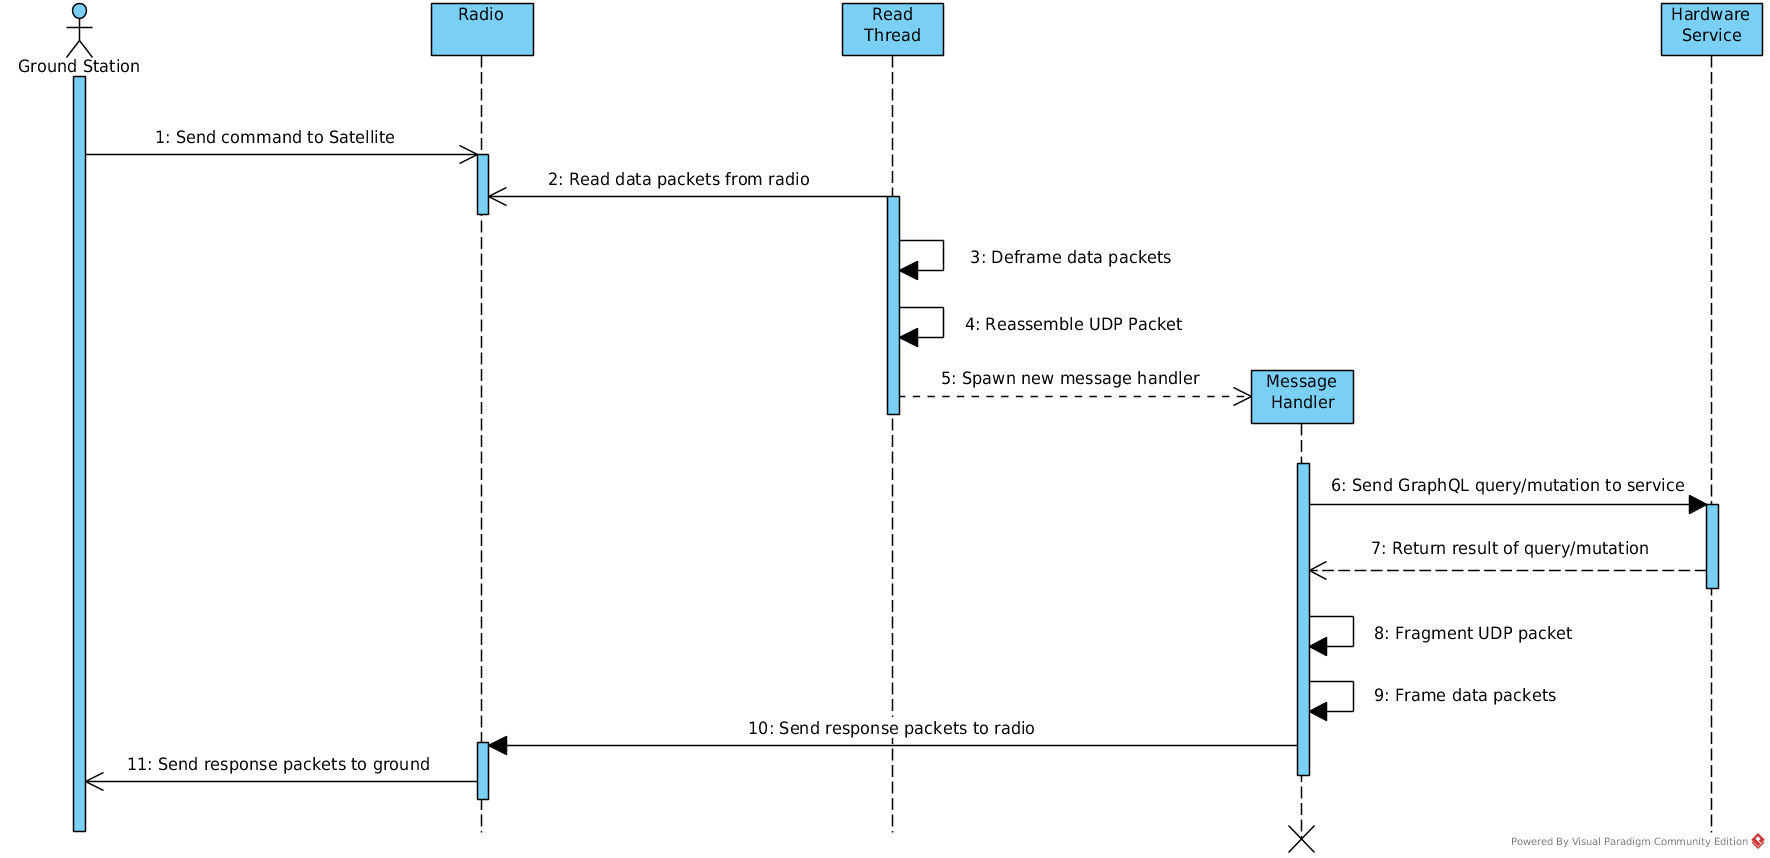 Radio
Read
Thread
Hardware
Service
Ground Station
1: Send command to Satellite
2: Read data packets from radio
3: Deframe data packets
4: Reassemble UDP Packet
5: Spawn new message handler
Message
Handler
6: Send GraphQL query/mutation to service
7: Return result of query/mutation
8: Fragment UDP packet
9: Frame data packets
10: Send response packets to radio
11: Send response packets to ground
Powered By Visual Paradigm Community Edition